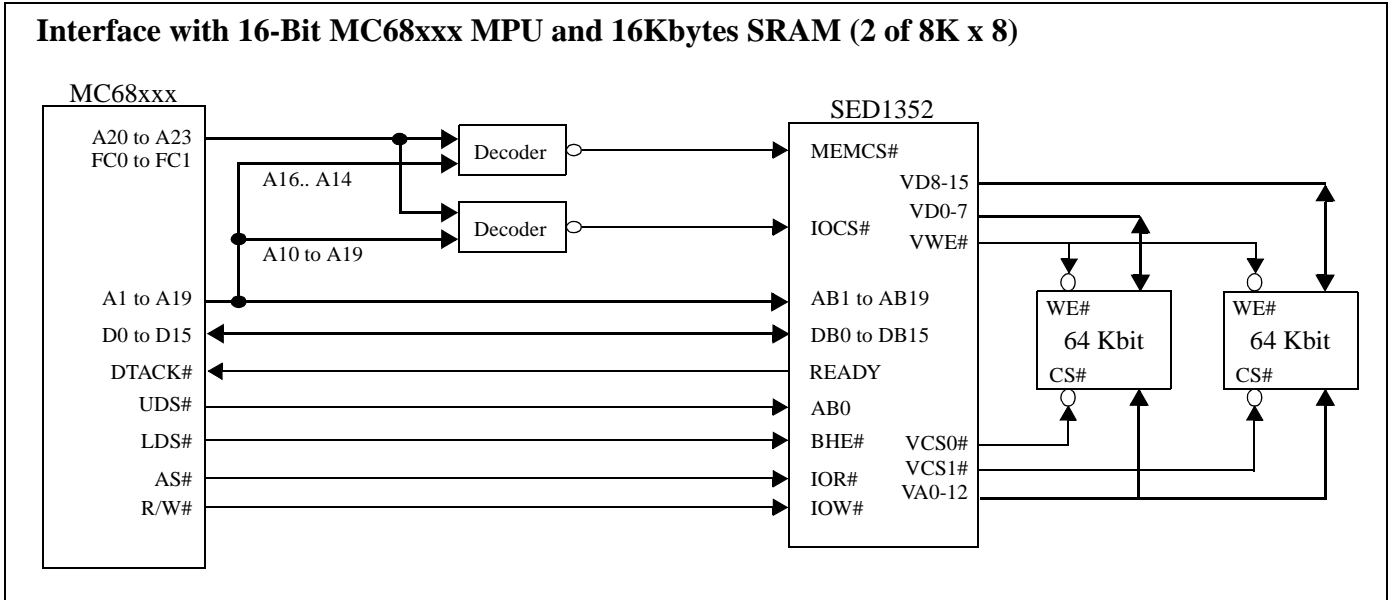 Interface with 16-Bit MC68xxx MPU and 16Kbytes SRAM (2 of 8K x 8)
MC68xxx
A20 to A23
FC0 to FC1
A1 to A19
D0 to D15
DTACK#
UDS#
LDS#
AS#
R/W#
Decoder
A16.. A14
Decoder
A10 to A19
SED1352
MEMCS#
IOCS#
AB1 to AB19
DB0 to DB15
READY
AB0
BHE#
IOR#
IOW#
VD8-15
VD0-7
VWE#
VCS0#
VCS1#
VA0-12
WE#
64 Kbit
CS#
WE#
64 Kbit
CS#